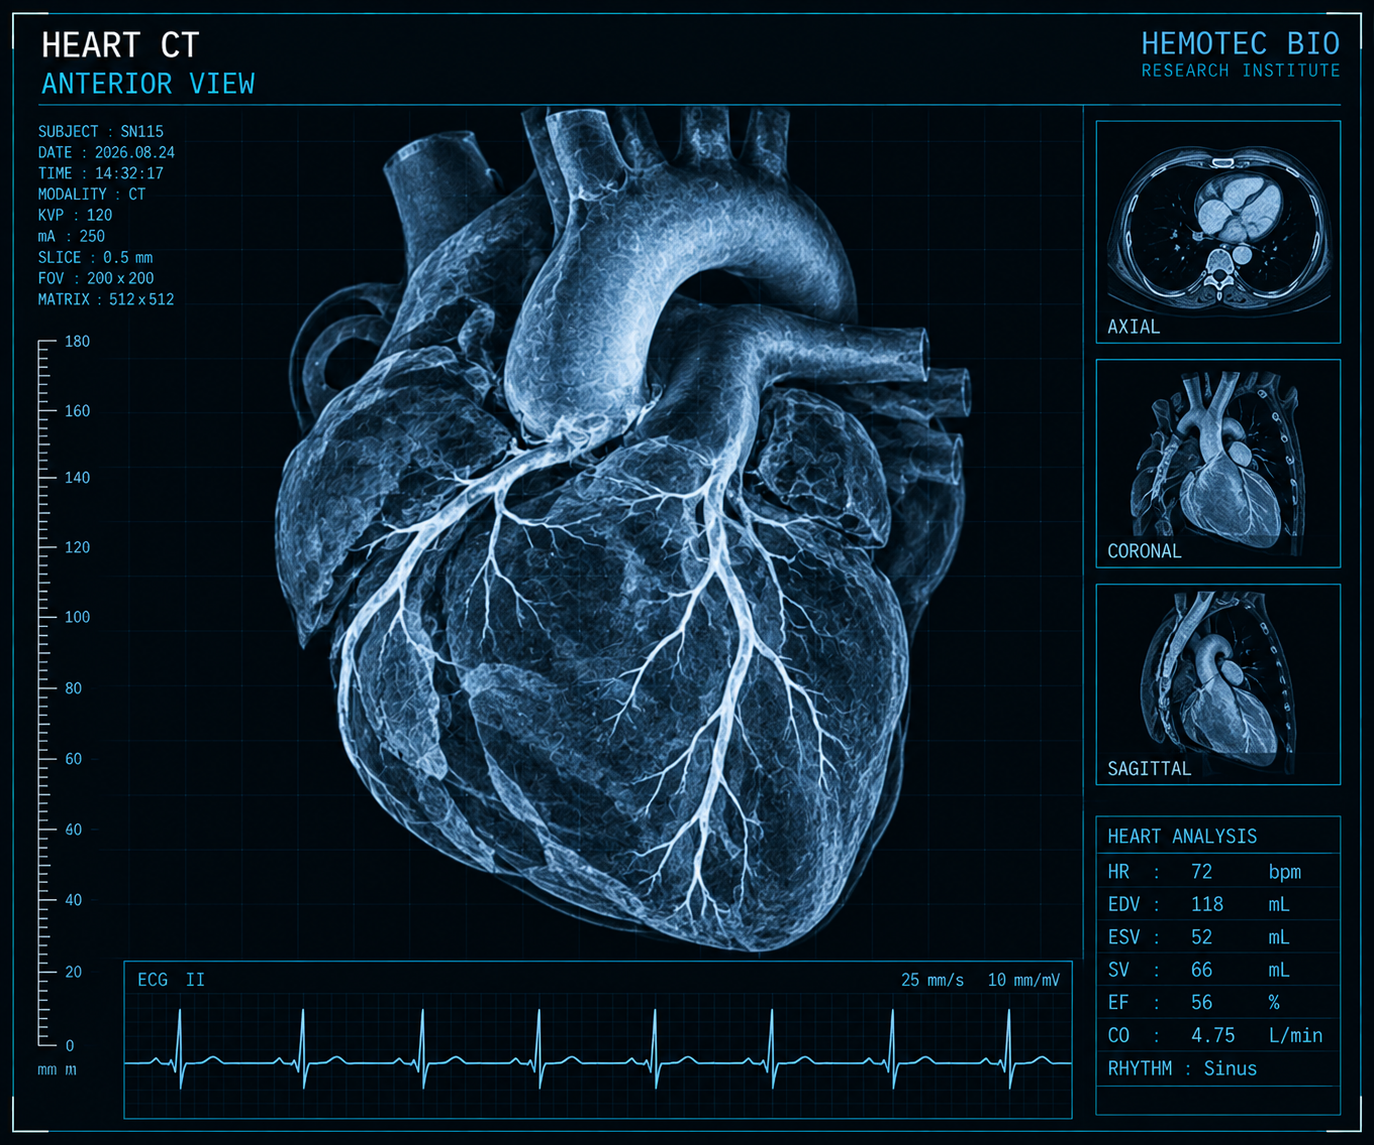 HEART CT
ANTERIOR VIEW
HEMOTEC BIO
RESEARCH INSTITUTE
SUBJECT : SN115
DATE : 2026.08.24
TIME : 14:32:17
MODALITY : CT
KVP : 120
mA : 250
SLICE : 0.5 mm
FOV : 200 x 200
MATRIX : 512 x 512
180
160
140
120
100
80
60
40
40
20
0
mm m
AXIAL
CORONAL
SAGITTAL
HEART ANALYSIS
HR : 72 bpm
EDV : 118 mL
ESV : 52 mL
SV : 66 mL
EF : 56 %
CO : 4.75 L/min
RHYTHM : Sinus
ECG II 25 mm/s 10 mm/mV